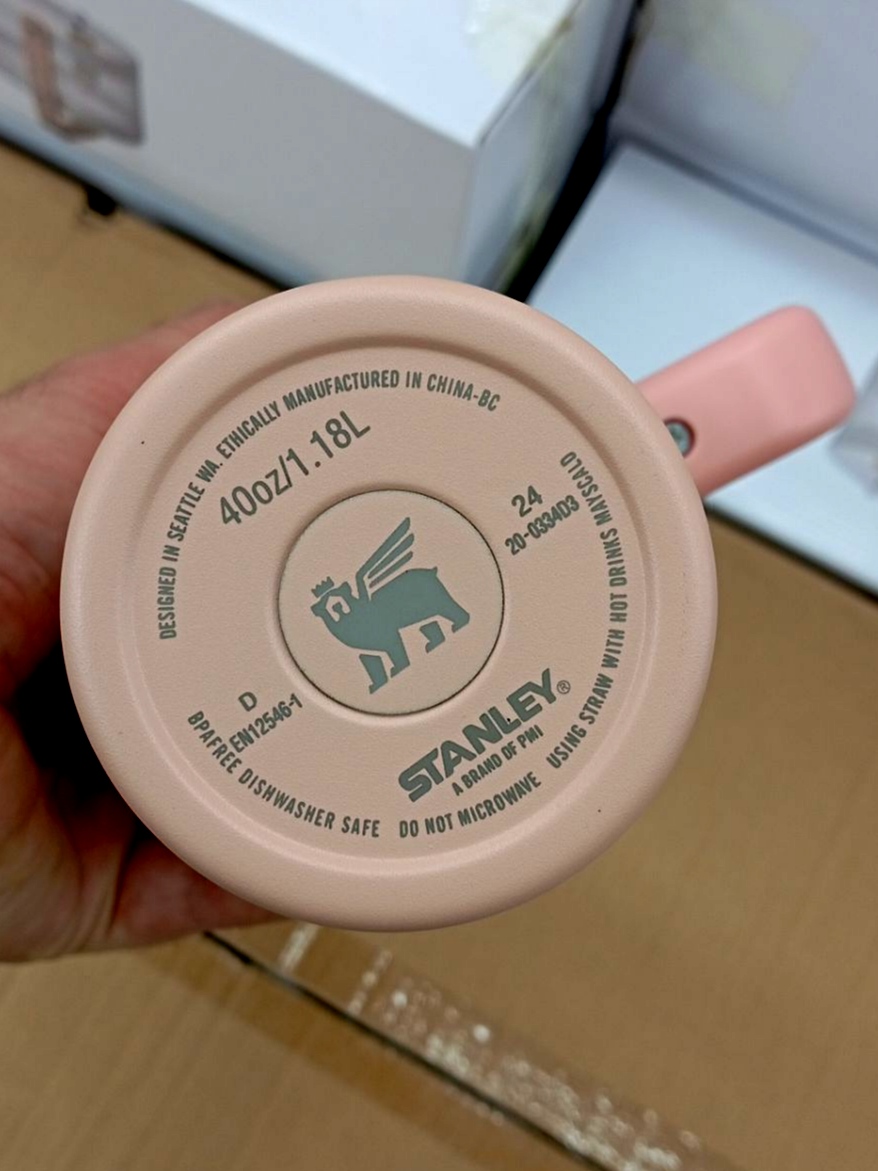 DESIGNED IN SEATTLE WA. ETHICALLY MANUFACTURED IN CHINA-BC
40oz/1.18L
24
20-0334D3
D
EN12546-1
STANLEY®
A BRAND OF PMI
BPAFREE DISHWASHER SAFE DO NOT MICROWAVE USING STRAW WITH HOT DRINKS MAYSCALD